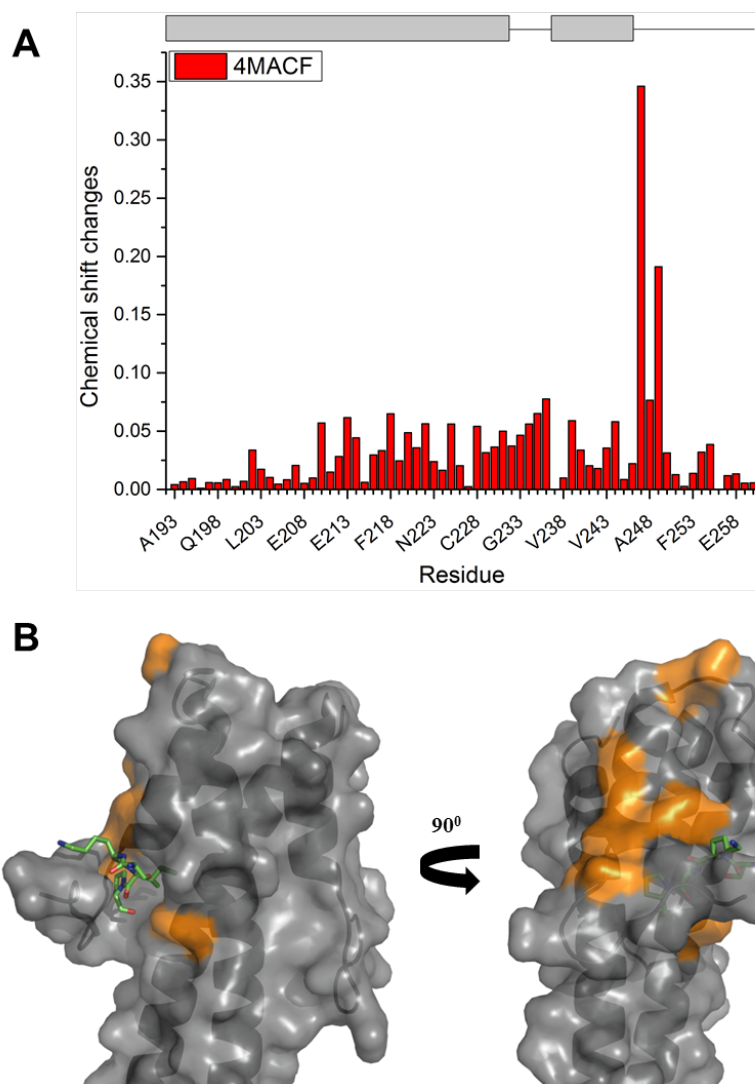 A
4MACF
0.35
0.30
0.25
0.20
0.15
0.10
0.05
0.00
Chemical shift changes
A193
Q198
L203
E208
E213
F218
N223
C228
G233
V238
V243
A248
F253
E258
Residue
B
90⁰